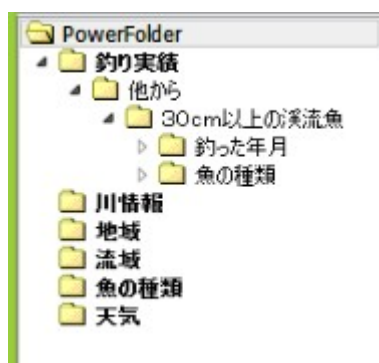 PowerFolder
釣り実績
他から
30cm以上の渓流魚
釣った年月
魚の種類
川情報
地域
流域
魚の種類
天気